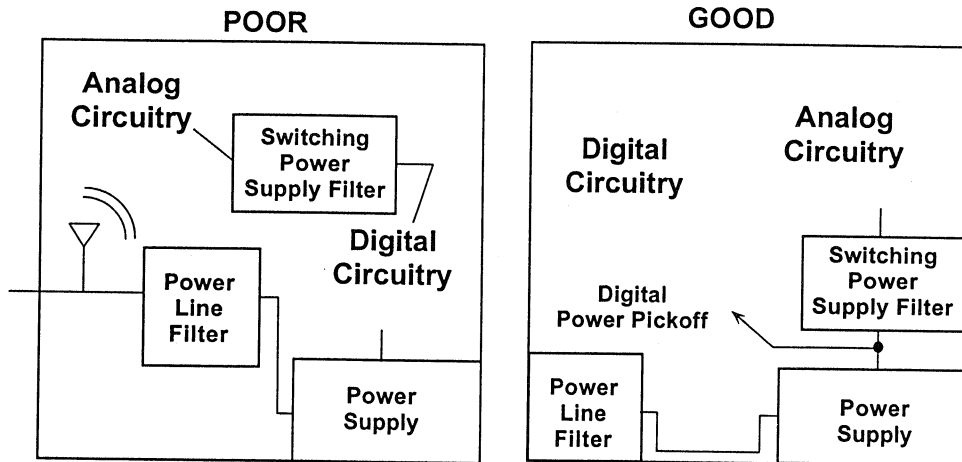 POOR
Analog
Circuitry
Switching
Power
Supply Filter
Digital
Circuitry
Power
Line
Filter
Power
Supply
GOOD
Analog
Circuitry
Digital
Circuitry
Switching
Power
Supply Filter
Digital
Power Pickoff
Power
Line
Filter
Power
Supply